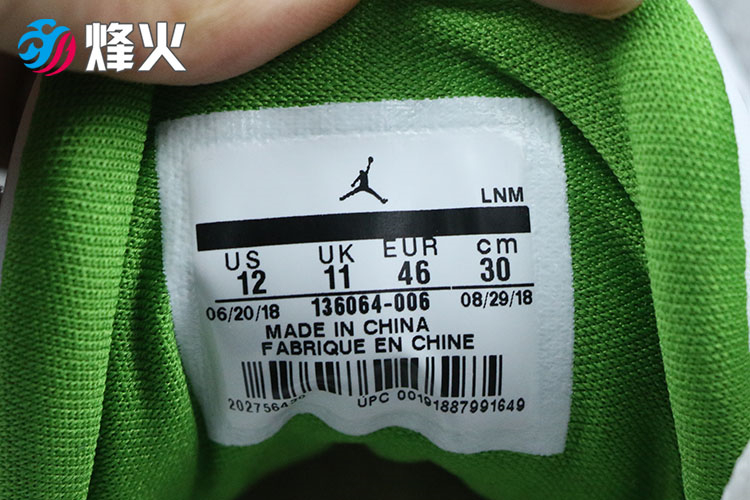 烽火
LNM
US UK EUR cm
12 11 46 30
06/20/18 136064-006 08/29/18
MADE IN CHINA
FABRIQUE EN CHINE
UPC 00191887991649